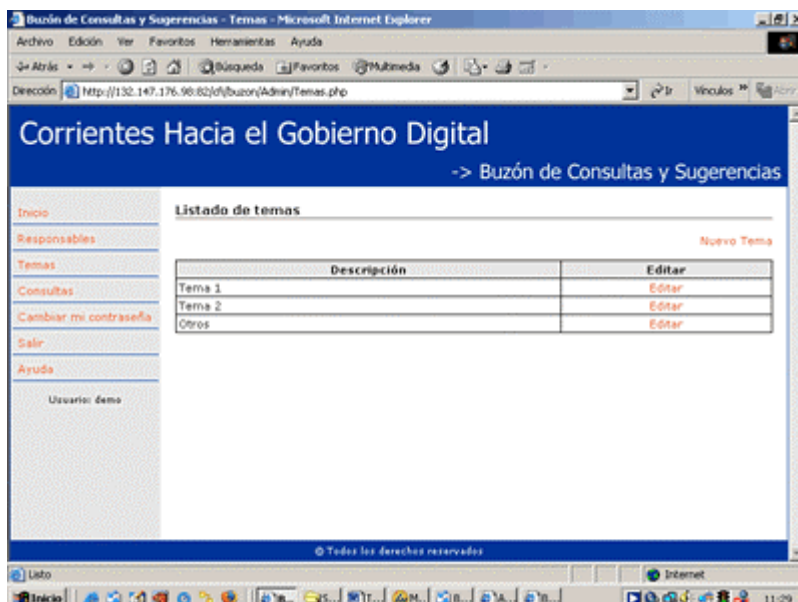 Buzón de Consultas y Sugerencias - Temas - Microsoft Internet Explorer
Archivo Edición Ver Favoritos Herramientas Ayuda
Atrás Búsqueda Favoritos Multimedia
Dirección http://132.147.176.98:82/cfi/buzon/Admin/Temas.php Ir Vínculos »
Corrientes Hacia el Gobierno Digital
-> Buzón de Consultas y Sugerencias
Inicio
Responsables
Temas
Consultas
Cambiar mi contraseña
Salir
Ayuda
Usuario: demo
Listado de temas
Nuevo Tema
Descripción Editar
Tema 1 Editar
Tema 2 Editar
Otros Editar
© Todos los derechos reservados
Listo Internet
Inicio 11:29